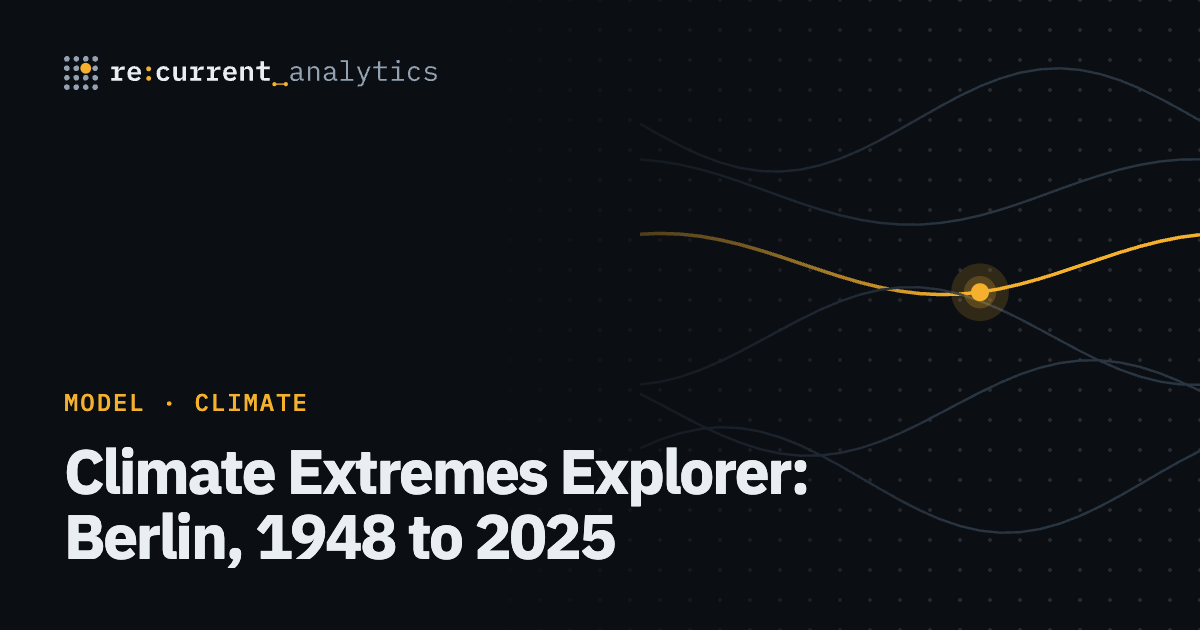 re:current_analytics
MODEL · CLIMATE
Climate Extremes Explorer:
Berlin, 1948 to 2025